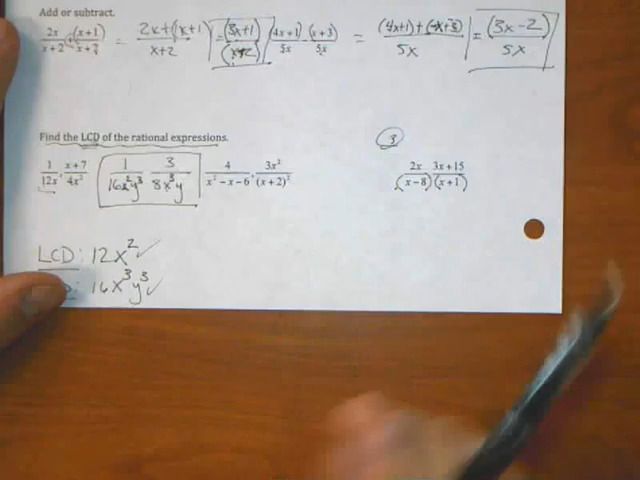 Add or subtract.
2x/(x+2) + (x+1)/(x+2) = (2x+(x+1))/(x+2) = (3x+1)/(x+2) (4x+1)/5x - (x+3)/5x = ((4x+1)+(-x+-3))/5x = (3x-2)/5x
Find the LCD of the rational expressions.
1/12x, (x+7)/4x² 1/16x²y³ 3/8x³y 4/(x²-x-6), 3x²/(x+2)² ③ 2x/(x-8) (3x+15)/(x+1)
LCD: 12x² ✓
16x³y³ ✓